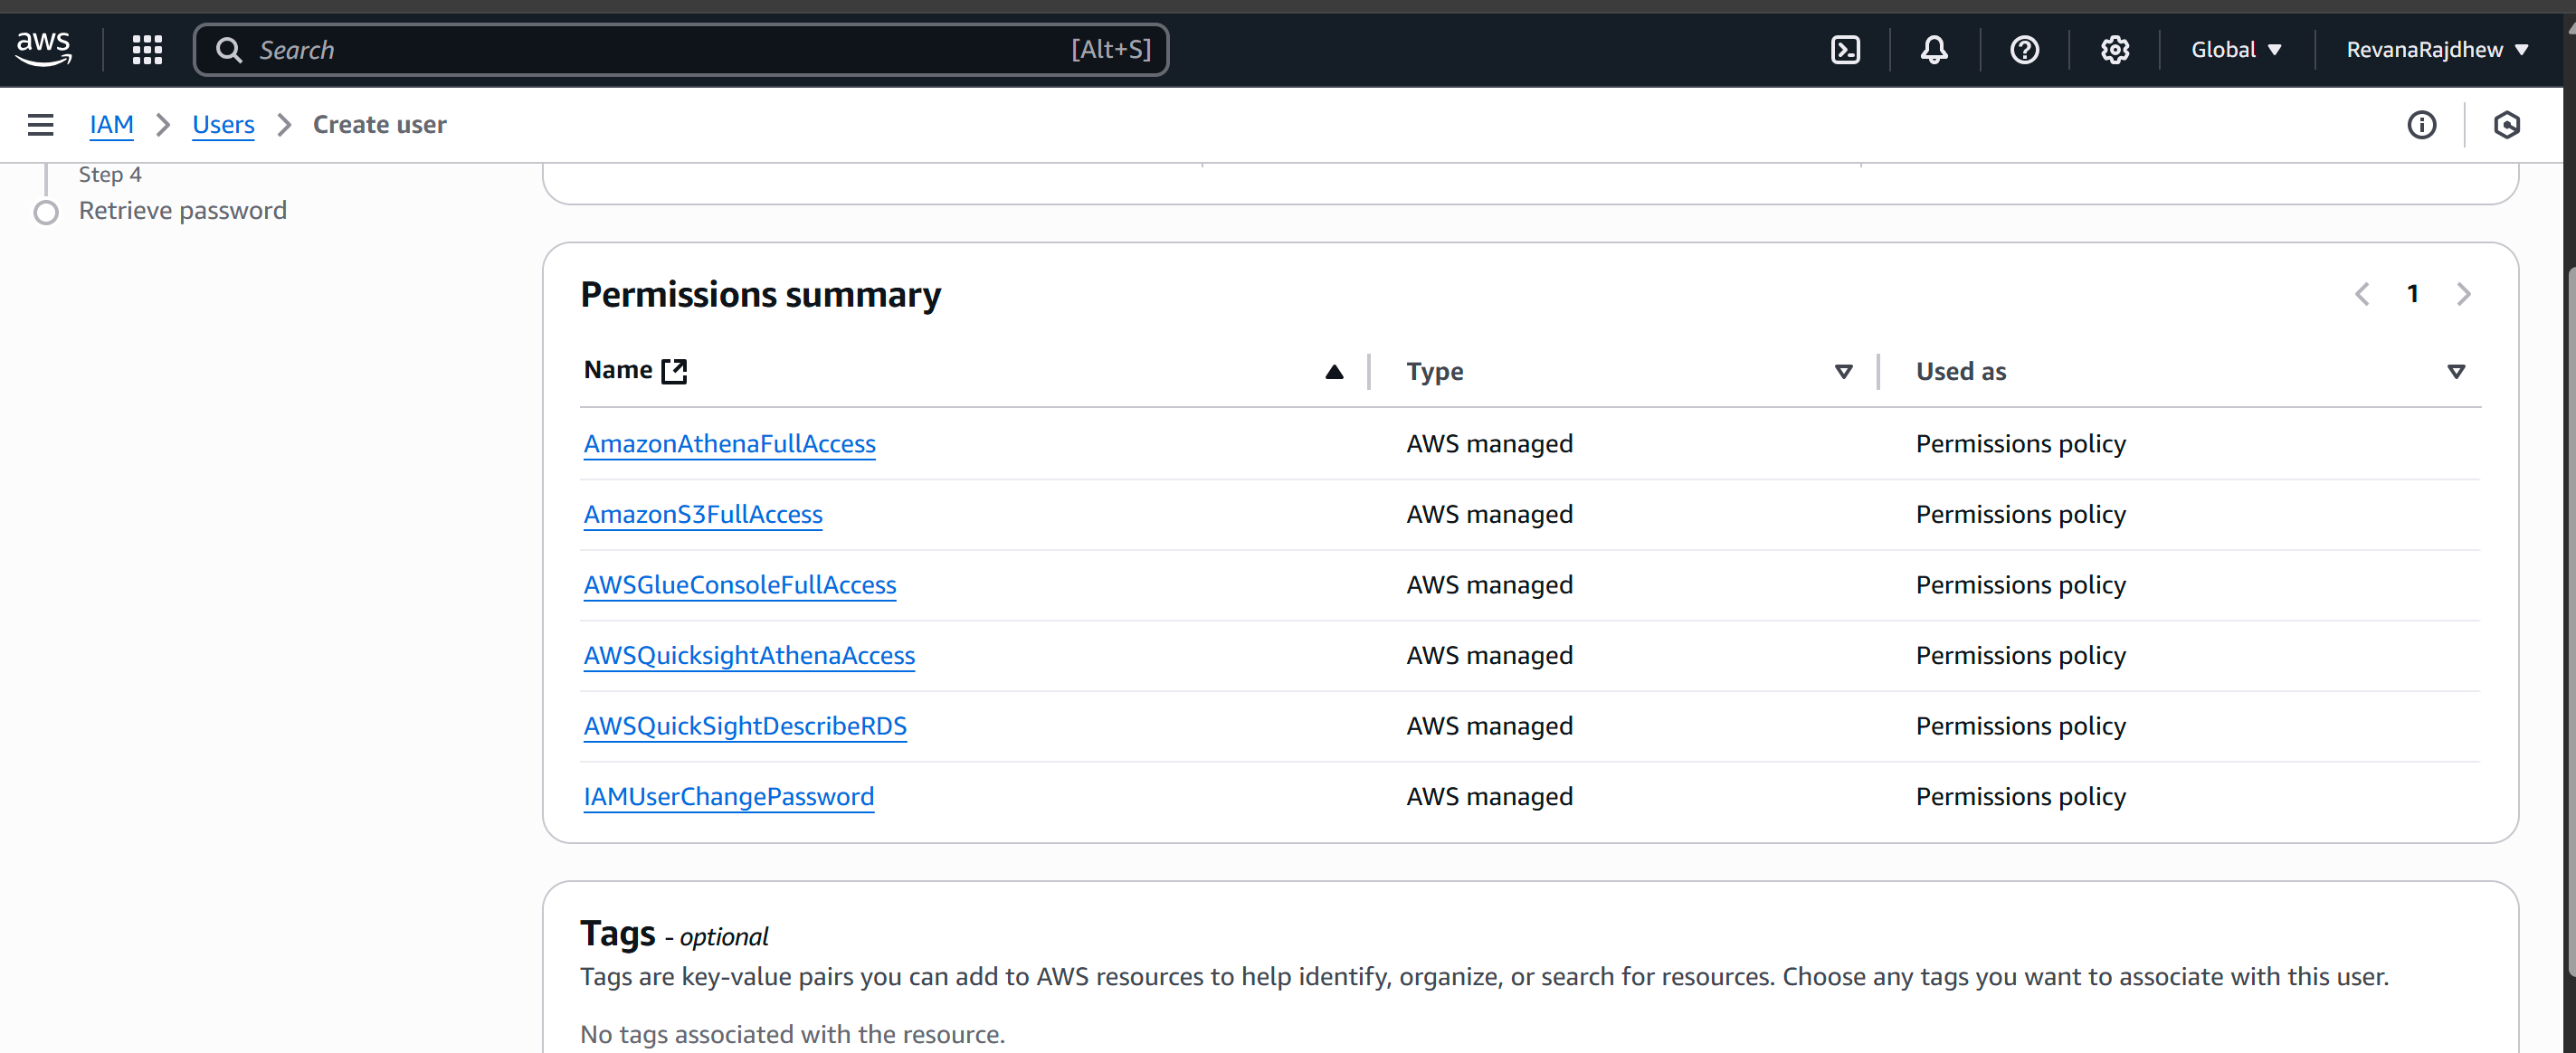 aws
Search [Alt+S]
Global
RevanaRajdhew
IAM > Users > Create user
Step 4
Retrieve password
Permissions summary
1
Name Type Used as
AmazonAthenaFullAccess AWS managed Permissions policy
AmazonS3FullAccess AWS managed Permissions policy
AWSGlueConsoleFullAccess AWS managed Permissions policy
AWSQuicksightAthenaAccess AWS managed Permissions policy
AWSQuickSightDescribeRDS AWS managed Permissions policy
IAMUserChangePassword AWS managed Permissions policy
Tags - optional
Tags are key-value pairs you can add to AWS resources to help identify, organize, or search for resources. Choose any tags you want to associate with this user.
No tags associated with the resource.